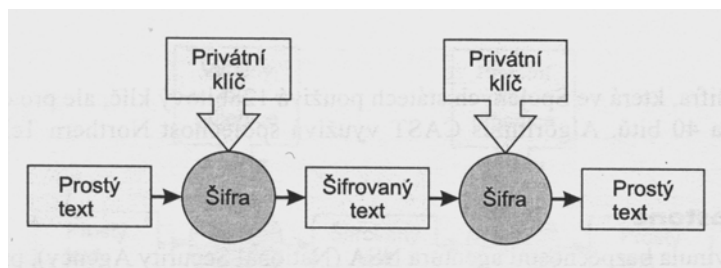 Privátní
klíč
Privátní
klíč
Prostý
text
Šifra
Šifrovaný
text
Šifra
Prostý
text